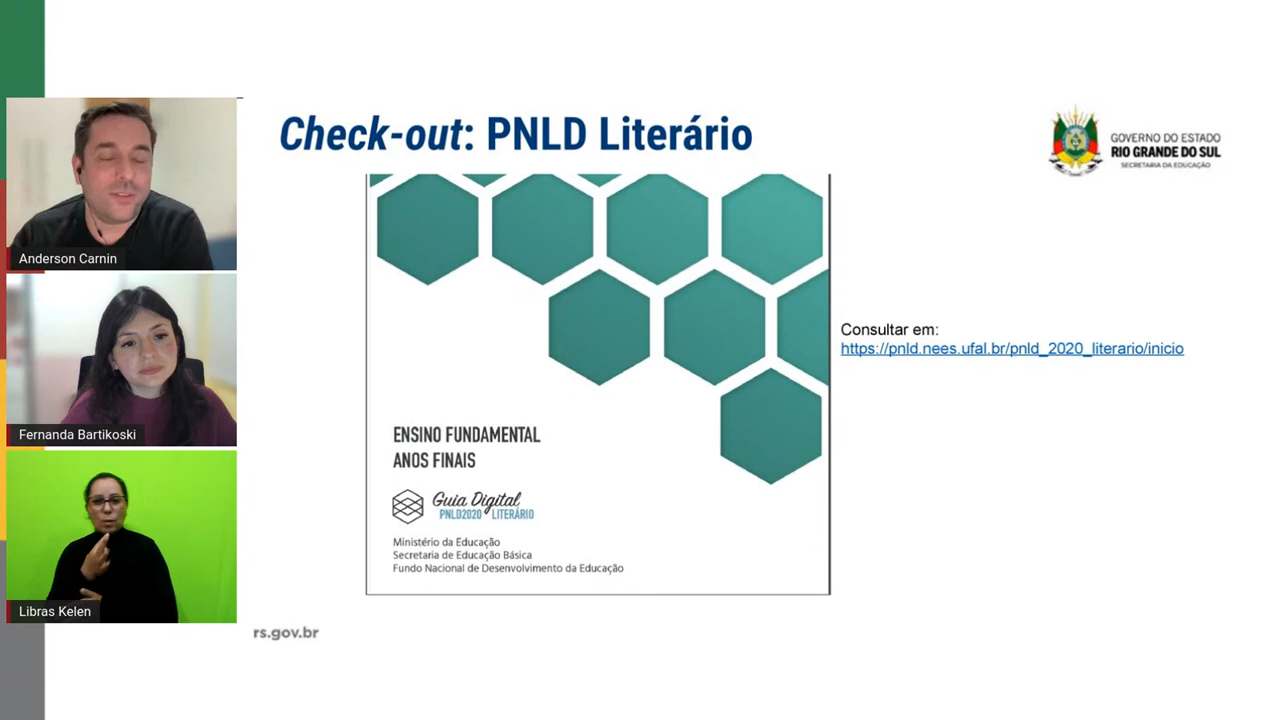 Check-out: PNLD Literário
GOVERNO DO ESTADO
RIO GRANDE DO SUL
SECRETARIA DA EDUCAÇÃO
Anderson Carnin
Fernanda Bartikoski
Libras Kelen
Consultar em:
https://pnld.nees.ufal.br/pnld_2020_literario/inicio
ENSINO FUNDAMENTAL
ANOS FINAIS
Guia Digital
PNLD2020 LITERÁRIO
Ministério da Educação
Secretaria de Educação Básica
Fundo Nacional de Desenvolvimento da Educação
rs.gov.br